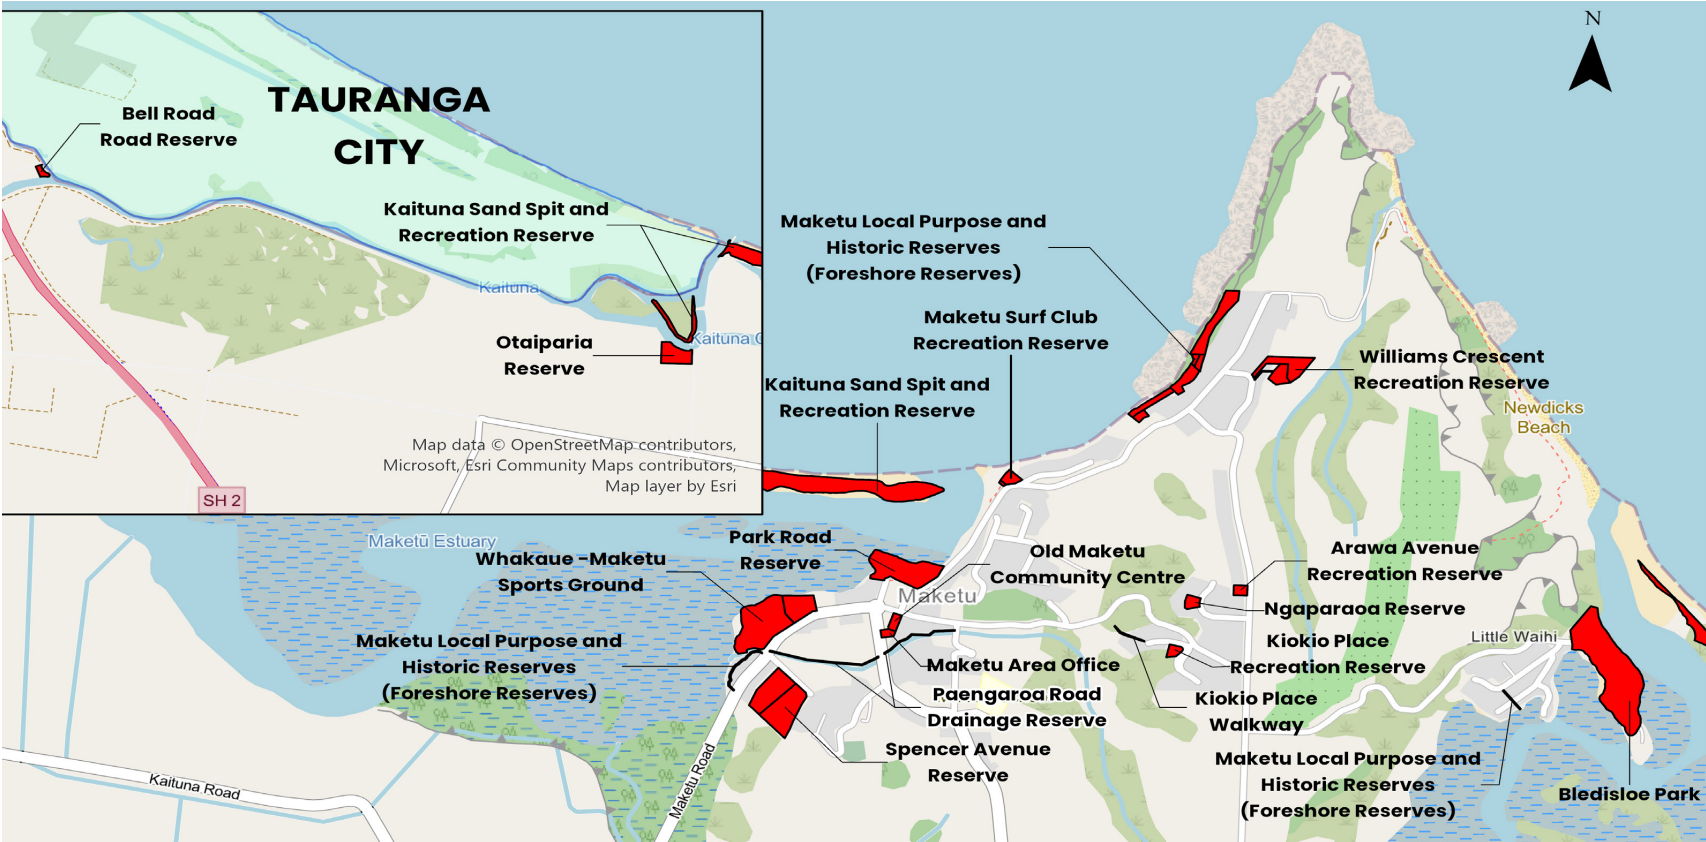 N
TAURANGA
CITY
Bell Road
Road Reserve
Kaituna Sand Spit and
Recreation Reserve
Kaituna
Otaiparia
Reserve
Map data © OpenStreetMap contributors,
Microsoft, Esri Community Maps contributors,
Map layer by Esri
SH 2
Maketu Local Purpose and
Historic Reserves
(Foreshore Reserves)
Maketu Surf Club
Recreation Reserve
Kaituna Sand Spit and
Recreation Reserve
Williams Crescent
Recreation Reserve
Newdicks
Beach
Maketū Estuary
Park Road
Reserve
Whakaue -Maketu
Sports Ground
Old Maketu
Community Centre
Maketu
Arawa Avenue
Recreation Reserve
Ngaparaoa Reserve
Maketu Local Purpose and
Historic Reserves
(Foreshore Reserves)
Kiokio Place
Recreation Reserve
Little Waihi
Maketu Area Office
Paengaroa Road
Drainage Reserve
Kiokio Place
Walkway
Spencer Avenue
Reserve
Maketu Local Purpose and
Historic Reserves
(Foreshore Reserves)
Bledisloe Park
Kaituna Road
Maketu Road